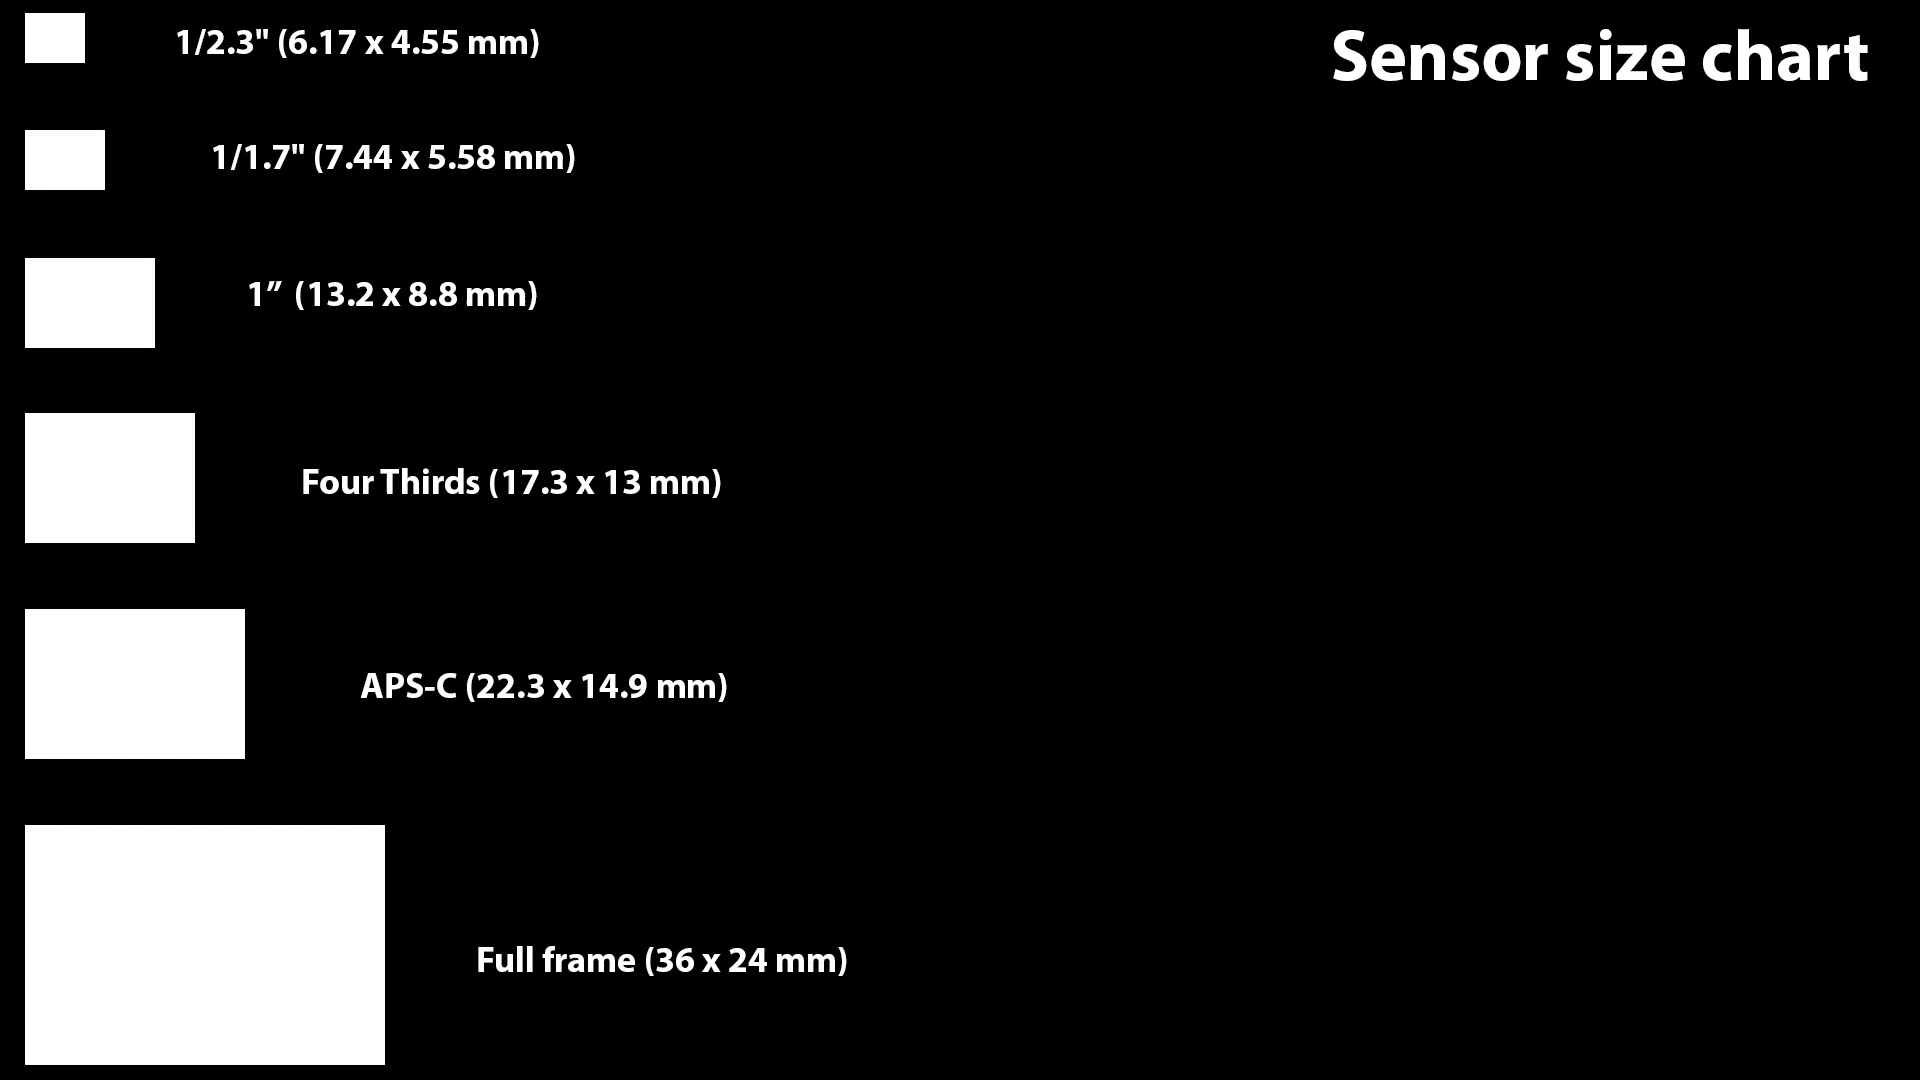 Sensor size chart
1/2.3" (6.17 x 4.55 mm)
1/1.7" (7.44 x 5.58 mm)
1” (13.2 x 8.8 mm)
Four Thirds (17.3 x 13 mm)
APS-C (22.3 x 14.9 mm)
Full frame (36 x 24 mm)